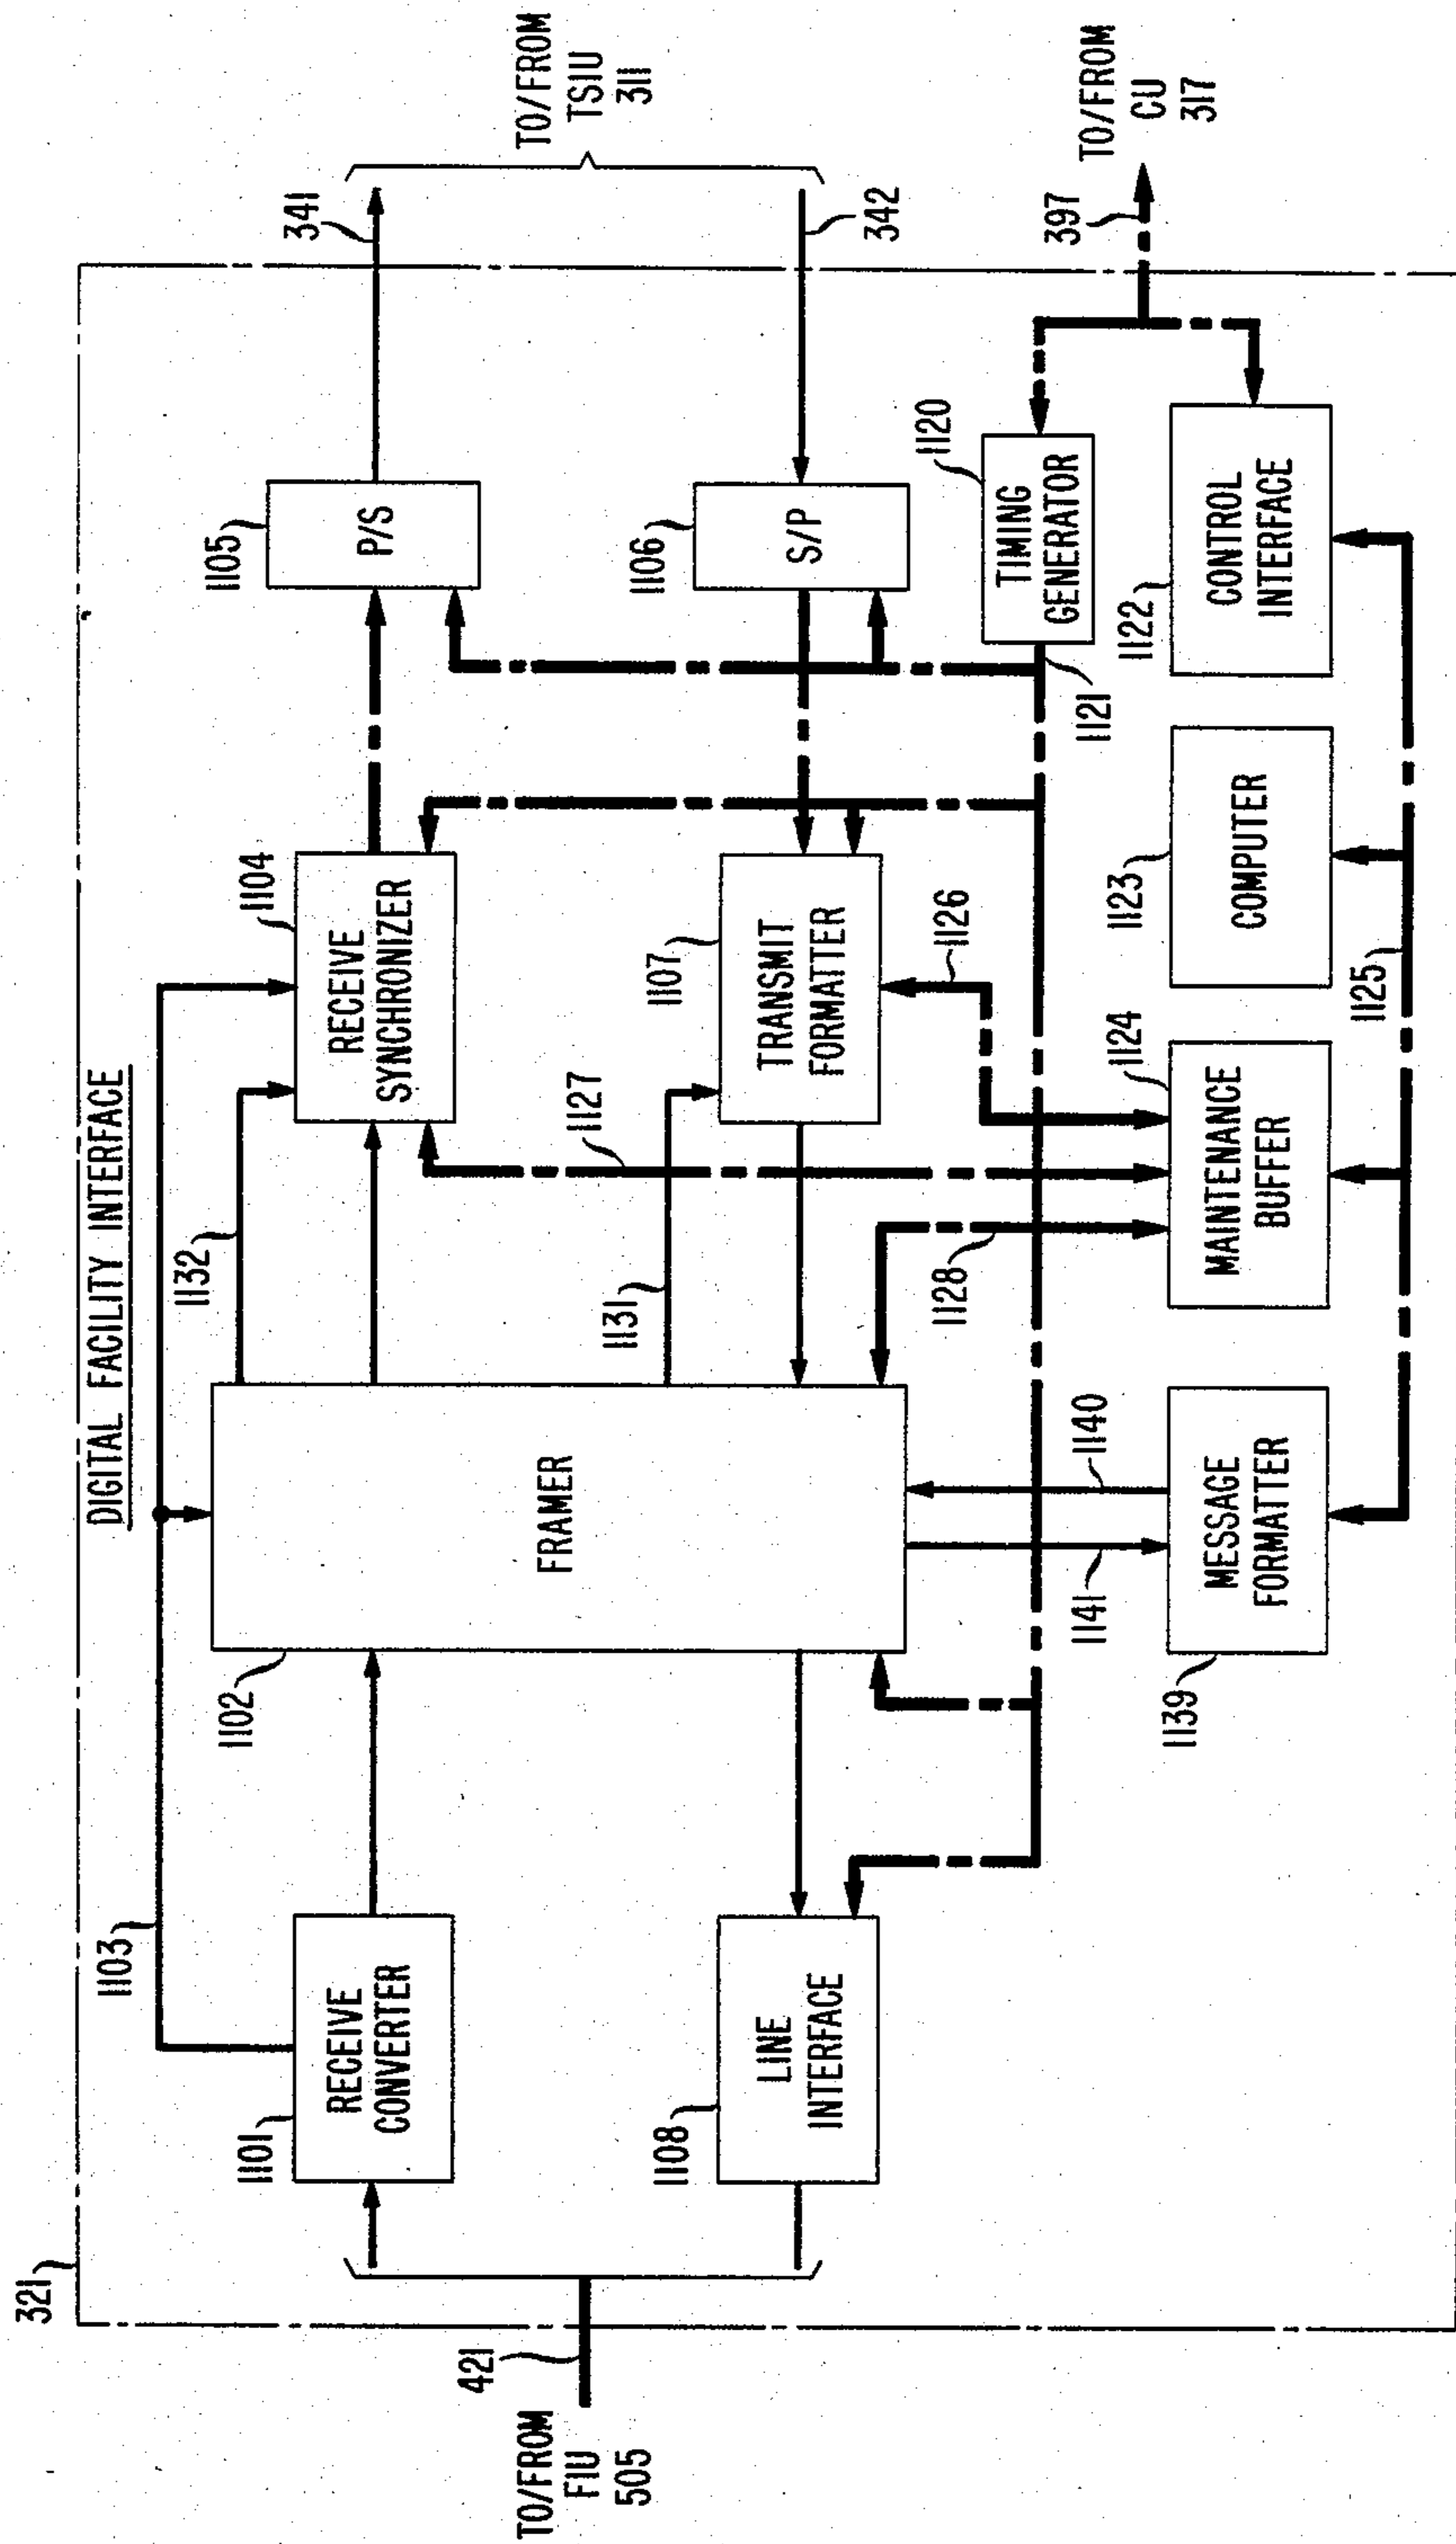 DIGITAL FACILITY INTERFACE
321
TO/FROM
FIU
505
421
1101
RECEIVE
CONVERTER
1103
1102
FRAMER
1132
1104
RECEIVE
SYNCHRONIZER
1105
P/S
341
TO/FROM
TSIU
311
342
1106
S/P
1107
TRANSMIT
FORMATTER
1131
1127
1126
1128
1108
LINE
INTERFACE
1120
TIMING
GENERATOR
1121
397
TO/FROM
CU
317
1141
1140
1139
MESSAGE
FORMATTER
1124
MAINTENANCE
BUFFER
1123
COMPUTER
1122
CONTROL
INTERFACE
1125